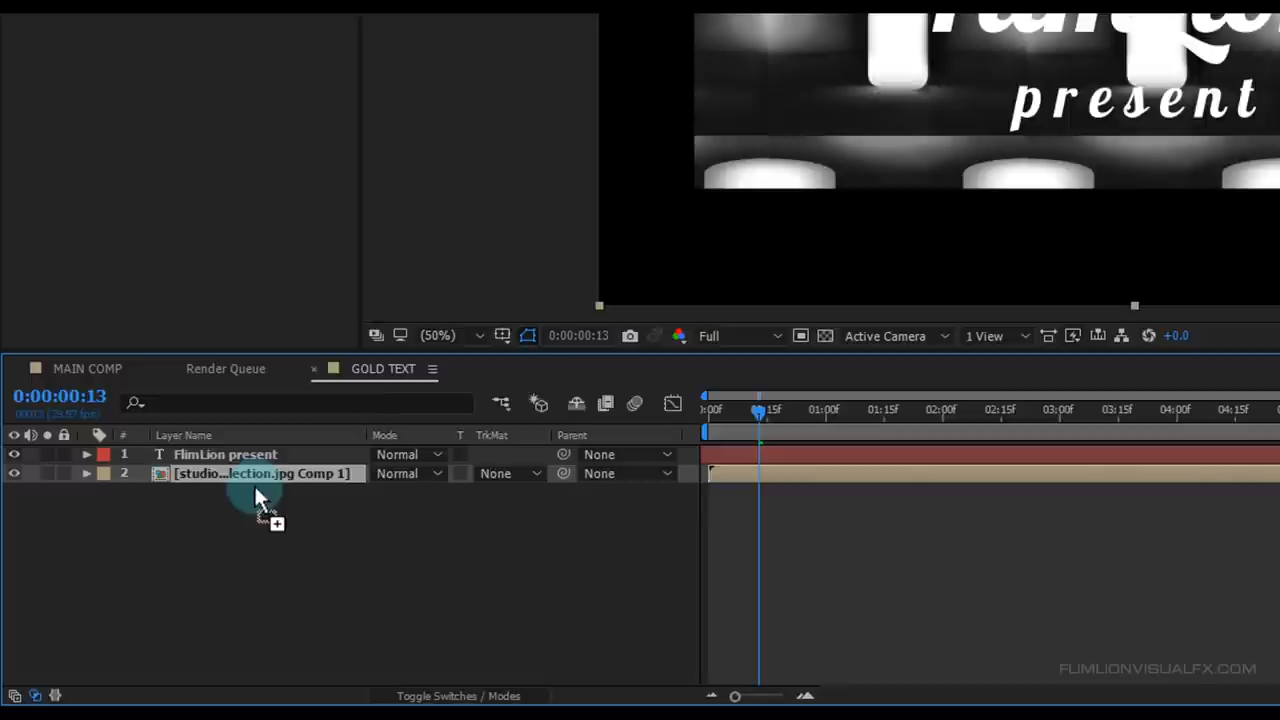 present
(50%) 0:00:00:13 Full Active Camera 1 View +0.0
MAIN COMP Render Queue × GOLD TEXT
0:00:00:13
:00f 01:00f 01:15f 02:00f 02:15f 03:00f 03:15f 04:00f 04:15f
# Layer Name Mode T TrkMat Parent
1 T FlimLion present Normal None
2 [studio...lection.jpg Comp 1] Normal None None
FLIMLIONVISUALFX.COM
Toggle Switches / Modes